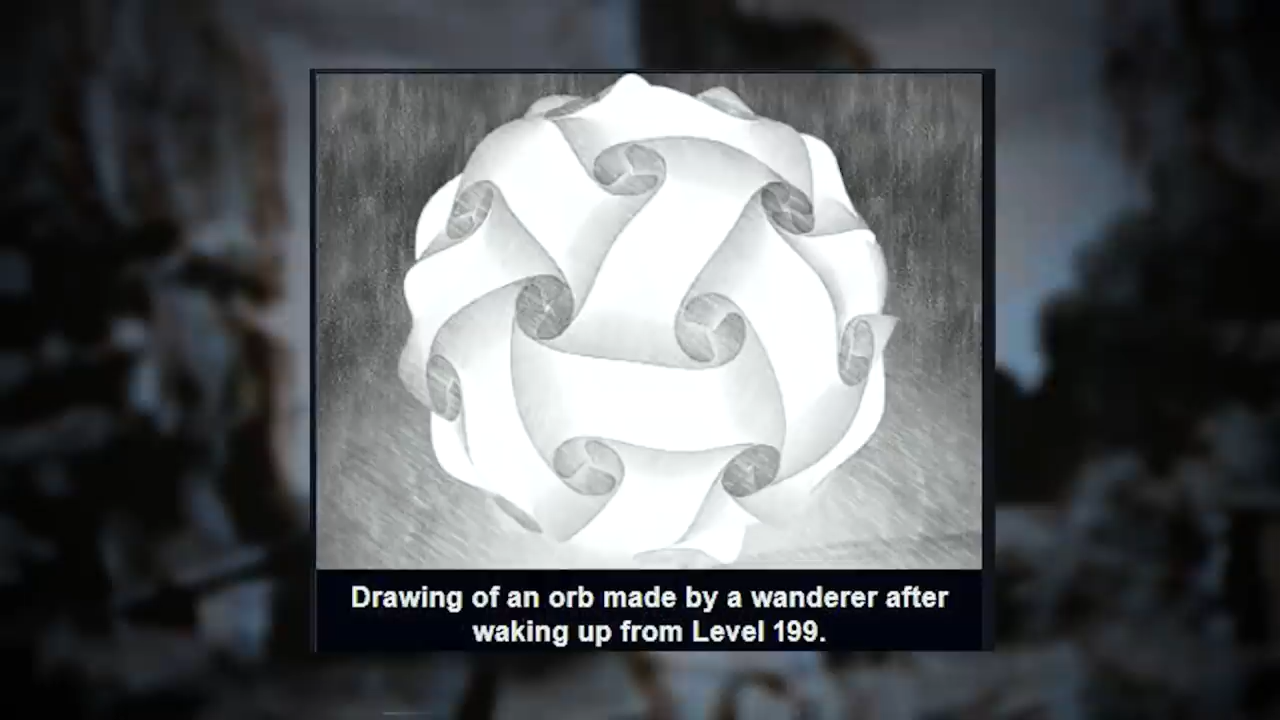 Drawing of an orb made by a wanderer after
waking up from Level 199.